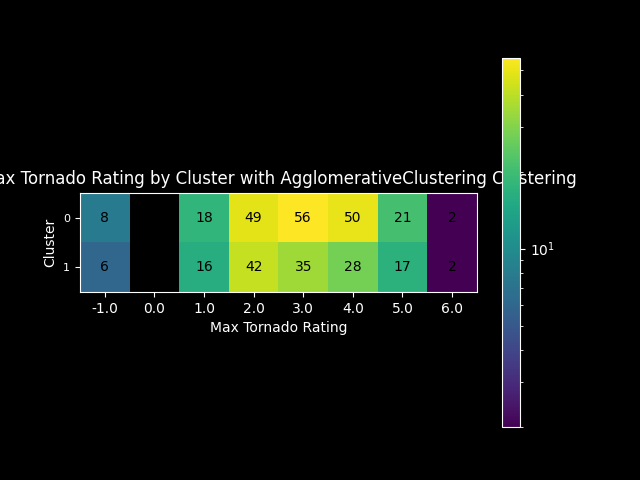 ax Tornado Rating by Cluster with AgglomerativeClustering Clustering
Cluster
0 8 18 49 56 50 21 2
1 6 16 42 35 28 17 2
-1.0 0.0 1.0 2.0 3.0 4.0 5.0 6.0
Max Tornado Rating
10¹